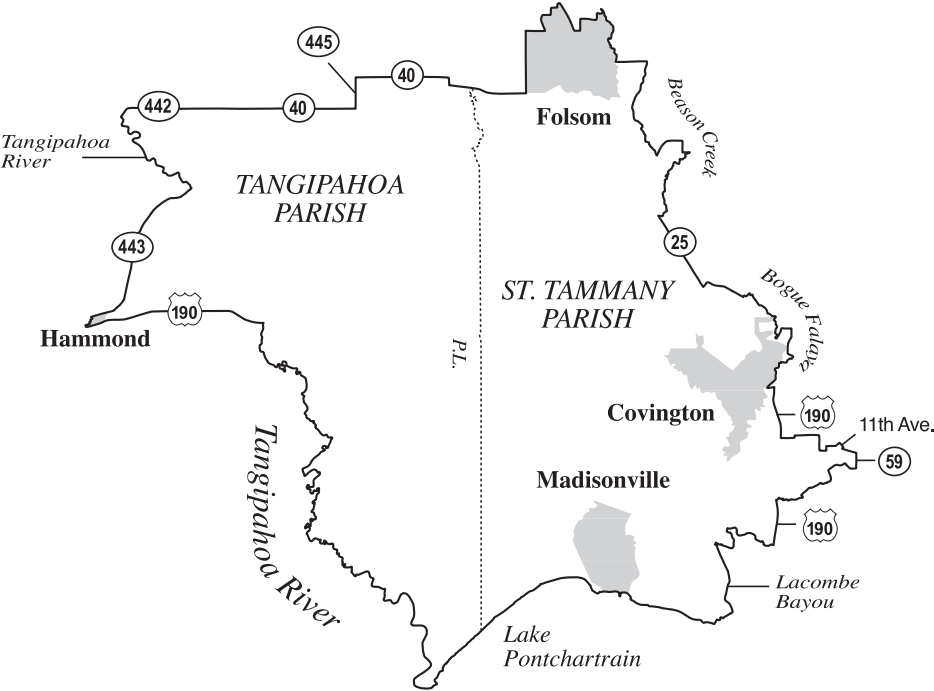 445
40
442
40
Folsom
Beason Creek
Tangipahoa
River
TANGIPAHOA
PARISH
443
25
ST. TAMMANY
PARISH
Bogue Falaya
190
Hammond
P.L.
Covington
190
11th Ave.
59
Tangipahoa River
Madisonville
190
Lacombe
Bayou
Lake
Pontchartrain